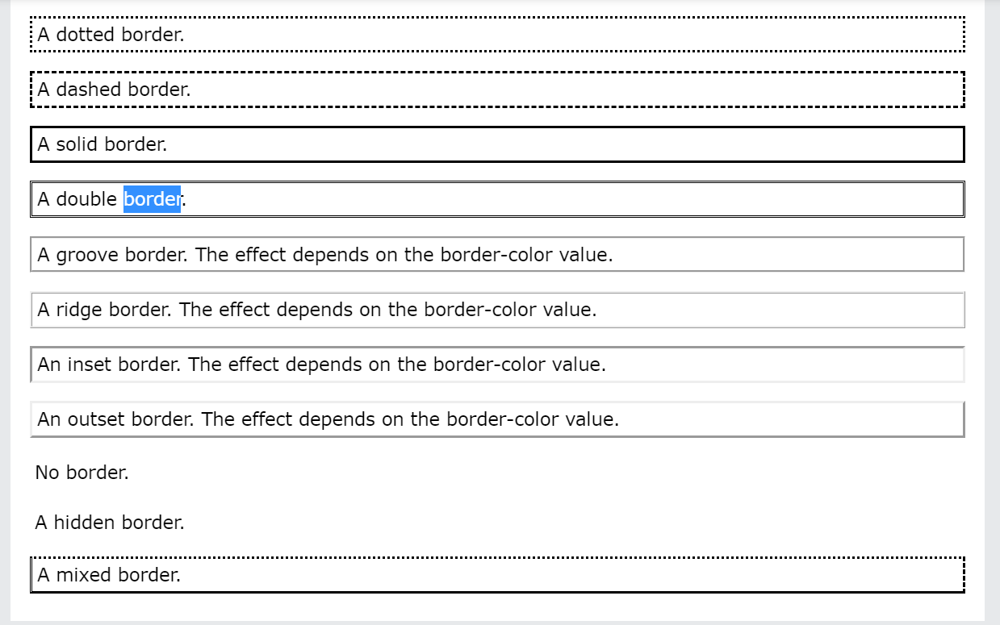 A dotted border.
A dashed border.
A solid border.
A double border.
A groove border. The effect depends on the border-color value.
A ridge border. The effect depends on the border-color value.
An inset border. The effect depends on the border-color value.
An outset border. The effect depends on the border-color value.
No border.
A hidden border.
A mixed border.